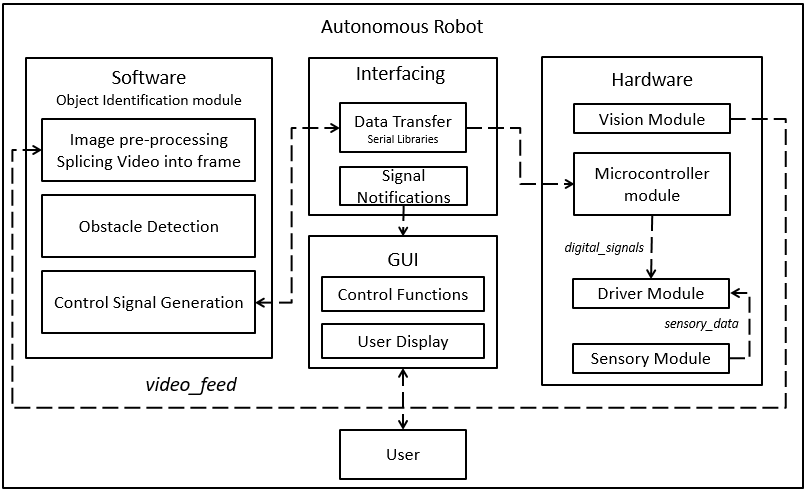 Autonomous Robot
Software
Object Identification module
Image pre-processing
Splicing Video into frame
Obstacle Detection
Control Signal Generation
Interfacing
Data Transfer
Serial Libraries
Signal
Notifications
GUI
Control Functions
User Display
Hardware
Vision Module
Microcontroller
module
digital_signals
Driver Module
sensory_data
Sensory Module
video_feed
User